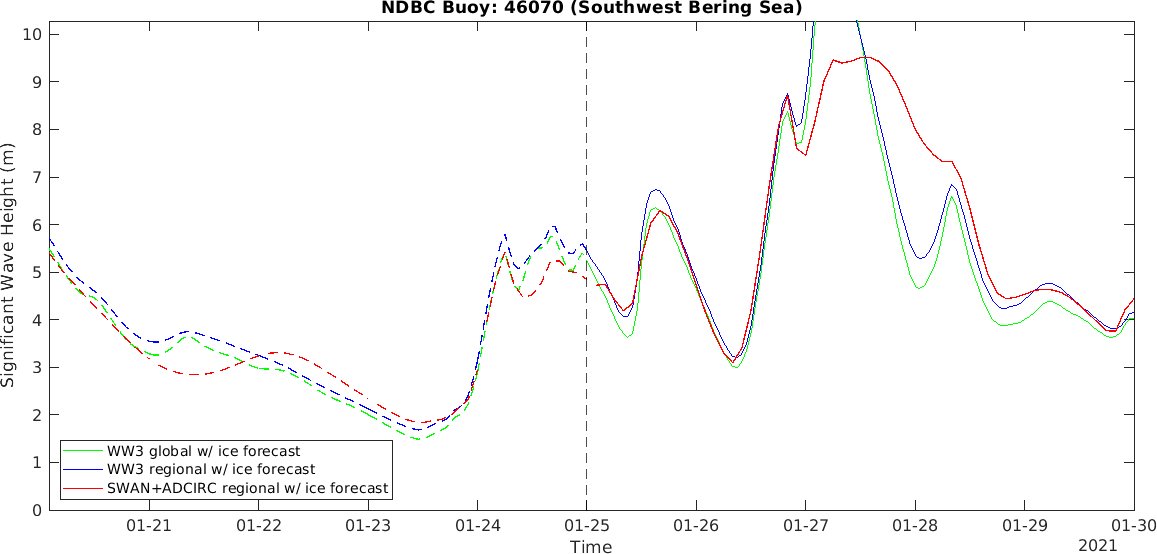 NDBC Buoy: 46070 (Southwest Bering Sea)
Significant Wave Height (m)
10
9
8
7
6
5
4
3
2
1
0
WW3 global w/ ice forecast
WW3 regional w/ ice forecast
SWAN+ADCIRC regional w/ ice forecast
01-21 01-22 01-23 01-24 01-25 01-26 01-27 01-28 01-29 01-30
Time
2021